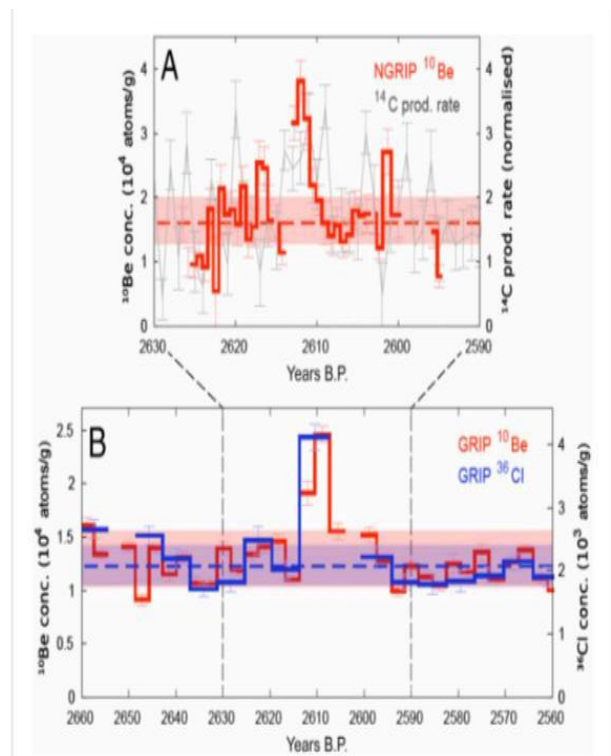 A
NGRIP ¹⁰Be
¹⁴C prod. rate
¹⁰Be conc. (10⁴ atoms/g)
¹⁴C prod. rate (normalised)
4
3
2
1
0
4
3
2
1
0
2630 2620 2610 2600 2590
Years B.P.
B
GRIP ¹⁰Be
GRIP ³⁶Cl
¹⁰Be conc. (10⁴ atoms/g)
³⁶Cl conc. (10³ atoms/g)
2.5
2
1.5
1
0.5
0
4
3
2
1
0
2660 2650 2640 2630 2620 2610 2600 2590 2580 2570 2560
Years B.P.